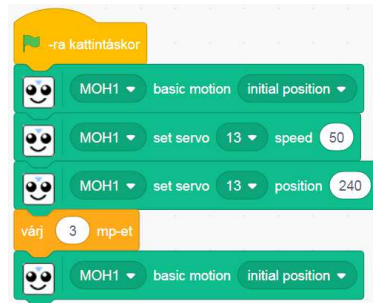 -ra kattintáskor
MOH1 basic motion initial position
MOH1 set servo 13 speed 50
MOH1 set servo 13 position 240
várj 3 mp-et
MOH1 basic motion initial position